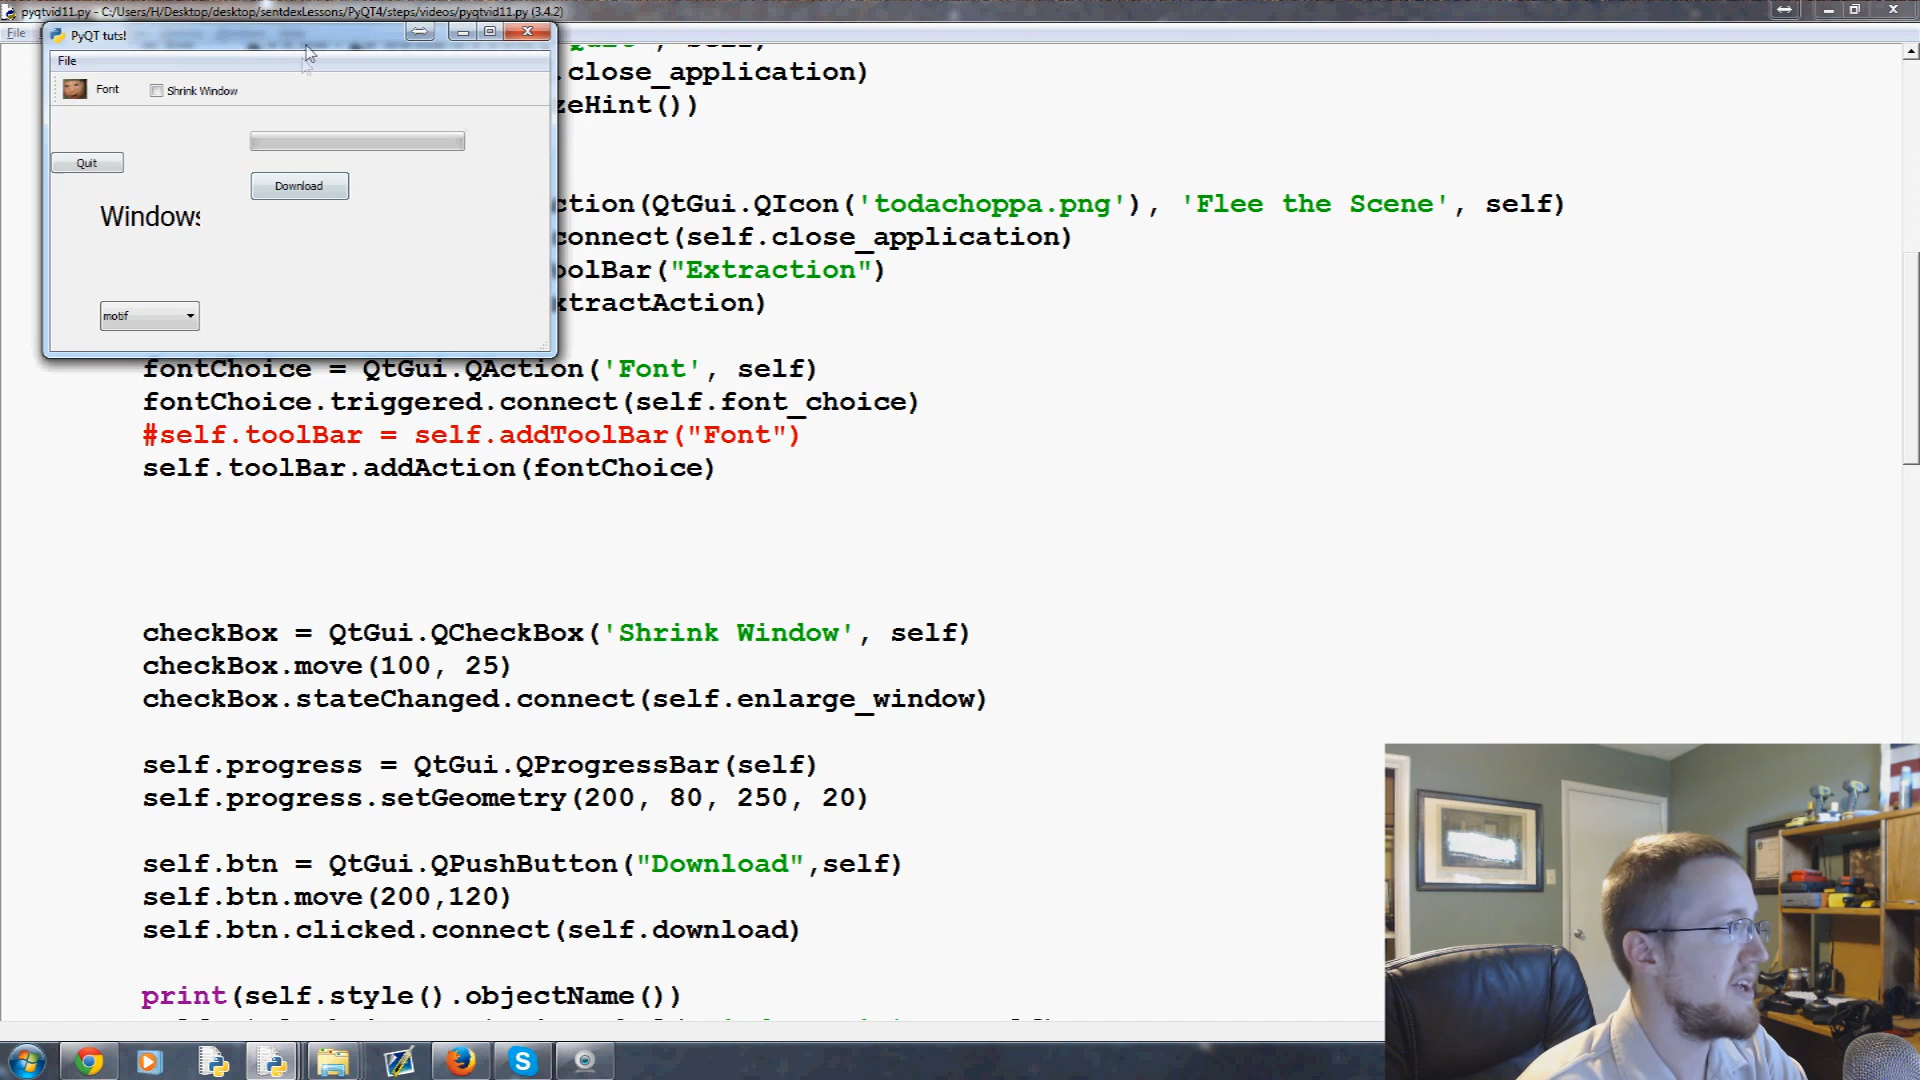 pyqtvid11.py - C:/Users/H/Desktop/desktop/sentdexLessons/PyQT4/steps/videos/pyqtvid11.py (3.4.2)
File
PyQT tuts!
File
Font
Shrink Window
Quit
Download
Windows
motif
.close_application)
zeHint())
ction(QtGui.QIcon('todachoppa.png'), 'Flee the Scene', self)
connect(self.close_application)
oolBar("Extraction")
xtractAction)
fontChoice = QtGui.QAction('Font', self)
fontChoice.triggered.connect(self.font_choice)
#self.toolBar = self.addToolBar("Font")
self.toolBar.addAction(fontChoice)
checkBox = QtGui.QCheckBox('Shrink Window', self)
checkBox.move(100, 25)
checkBox.stateChanged.connect(self.enlarge_window)
self.progress = QtGui.QProgressBar(self)
self.progress.setGeometry(200, 80, 250, 20)
self.btn = QtGui.QPushButton("Download",self)
self.btn.move(200,120)
self.btn.clicked.connect(self.download)
print(self.style().objectName())